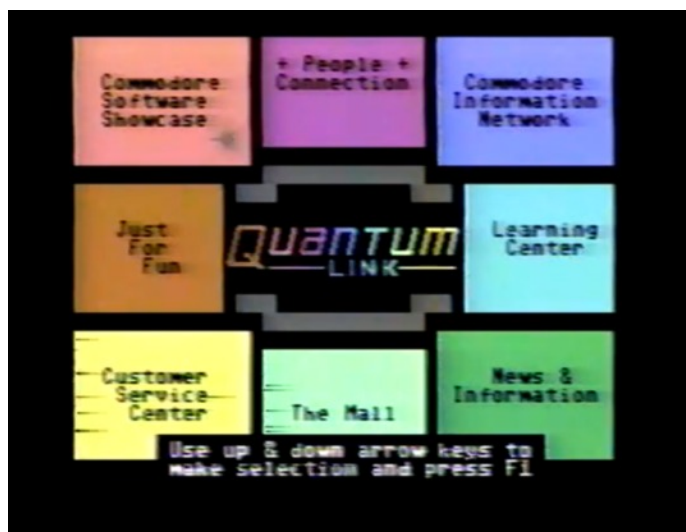 Commodore
Software
Showcase
+ People +
Connection
Commodore
Information
Network
Just
For
Fun
QUANTUM
LINK
Learning
Center
Customer
Service
Center
The Mall
News &
Information
Use up & down arrow keys to
make selection and press F1